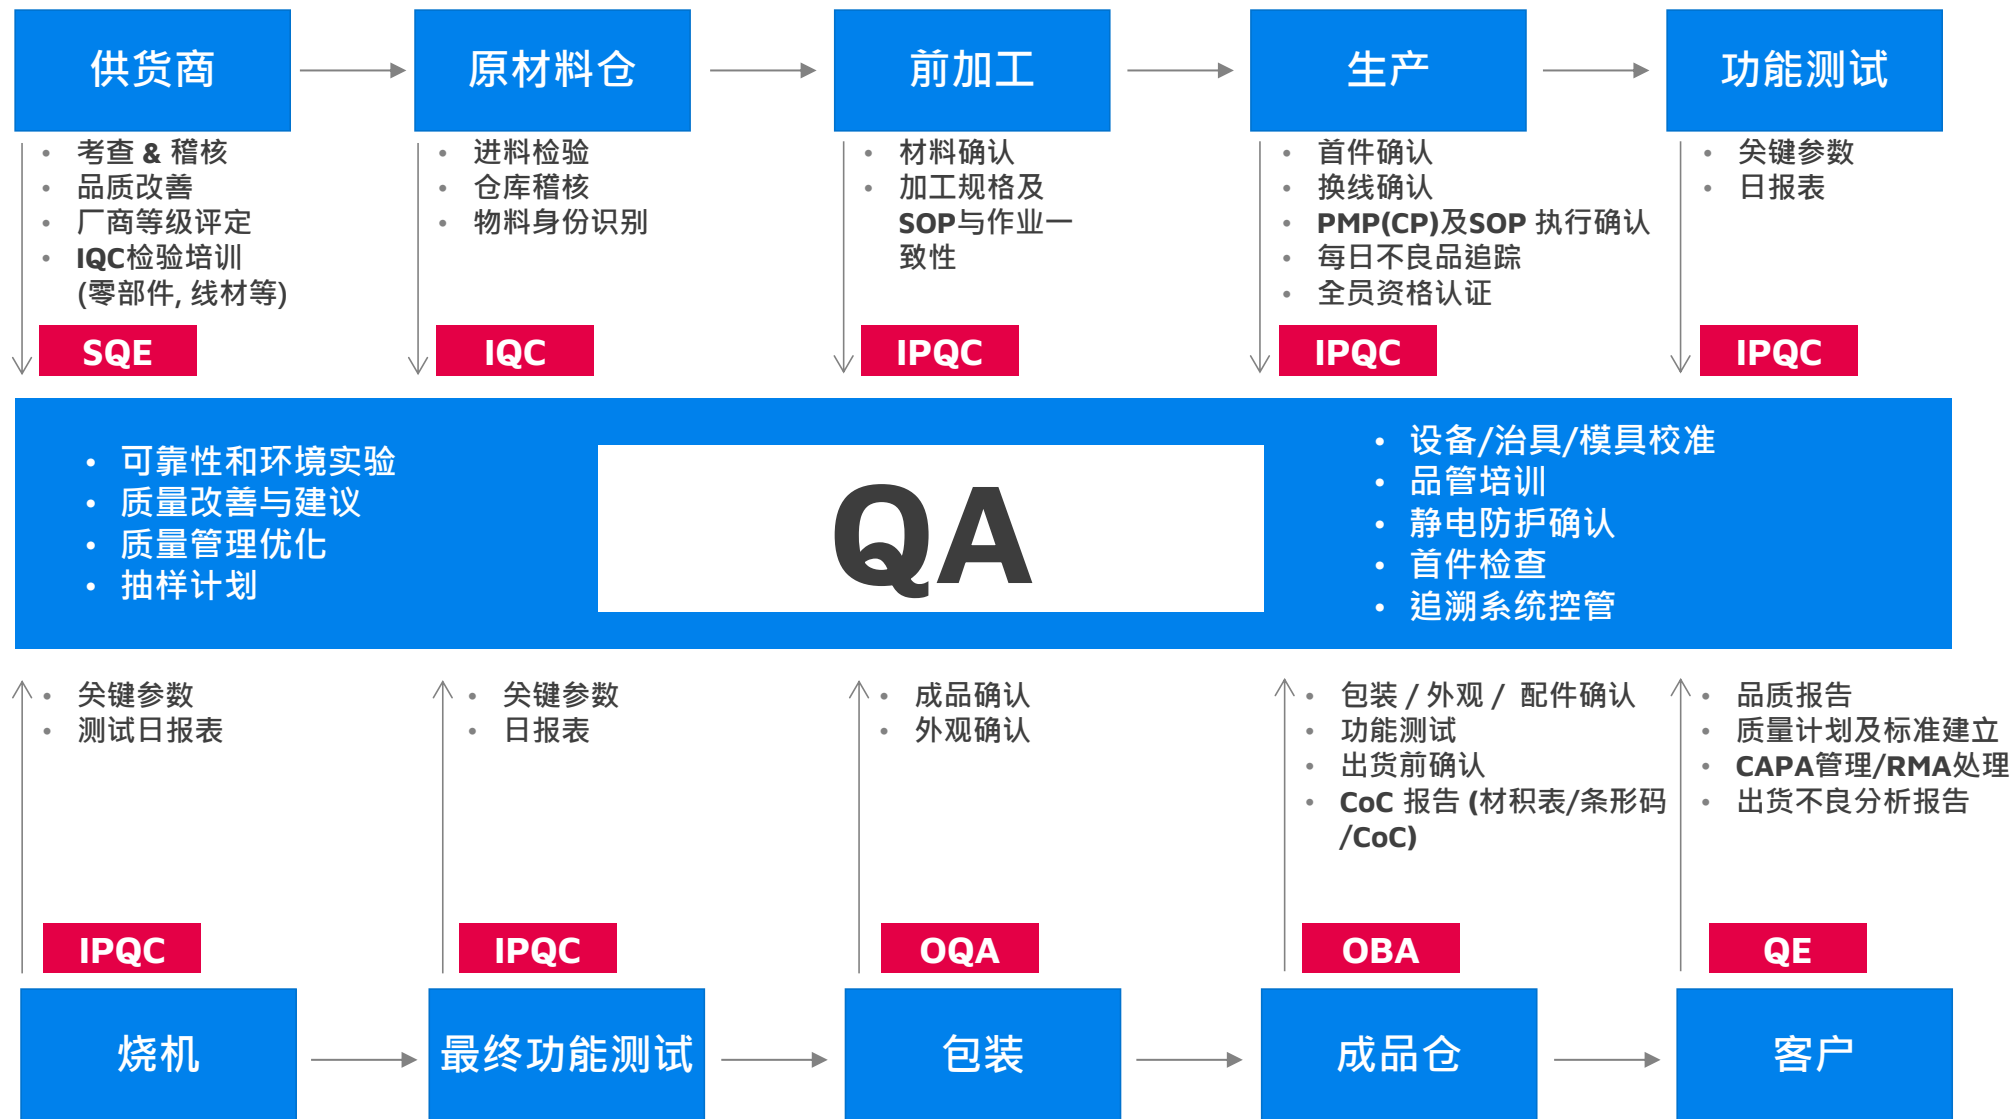 供货商
原材料仓
前加工
生产
功能测试
• 考查 & 稽核
• 品质改善
• 厂商等级评定
• IQC检验培训
(零部件, 线材等)
SQE
• 进料检验
• 仓库稽核
• 物料身份识别
IQC
• 材料确认
• 加工规格及
SOP与作业一
致性
IPQC
• 首件确认
• 换线确认
• PMP(CP)及SOP 执行确认
• 每日不良品追踪
• 全员资格认证
IPQC
• 关键参数
• 日报表
IPQC
• 可靠性和环境实验
• 质量改善与建议
• 质量管理优化
• 抽样计划
QA
• 设备/治具/模具校准
• 品管培训
• 静电防护确认
• 首件检查
• 追溯系统控管
• 关键参数
• 测试日报表
IPQC
• 关键参数
• 日报表
IPQC
• 成品确认
• 外观确认
OQA
• 包装 / 外观 / 配件确认
• 功能测试
• 出货前确认
• CoC 报告 (材积表/条形码
/CoC)
OBA
• 品质报告
• 质量计划及标准建立
• CAPA管理/RMA处理
• 出货不良分析报告
QE
烧机
最终功能测试
包装
成品仓
客户